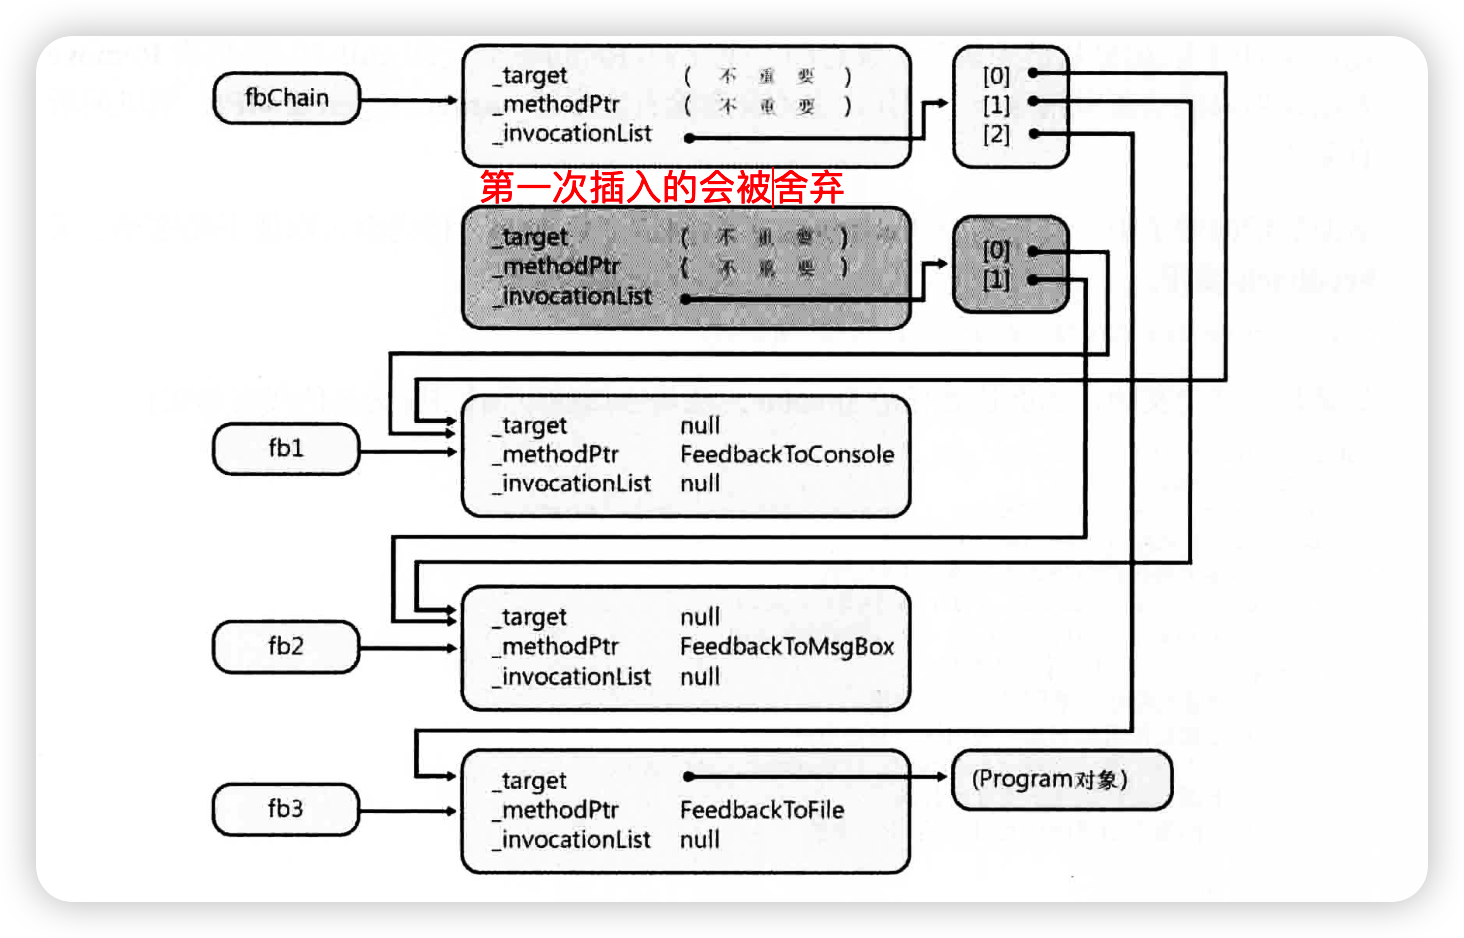 fbChain
_target ( 不 重 要 )
_methodPtr ( 不 重 要 )
_invocationList
[0]
[1]
[2]
第一次插入的会被舍弃
_target ( 不 重 要 )
_methodPtr ( 不 重 要 )
_invocationList
[0]
[1]
fb1
_target null
_methodPtr FeedbackToConsole
_invocationList null
fb2
_target null
_methodPtr FeedbackToMsgBox
_invocationList null
fb3
_target
_methodPtr FeedbackToFile
_invocationList null
(Program对象)